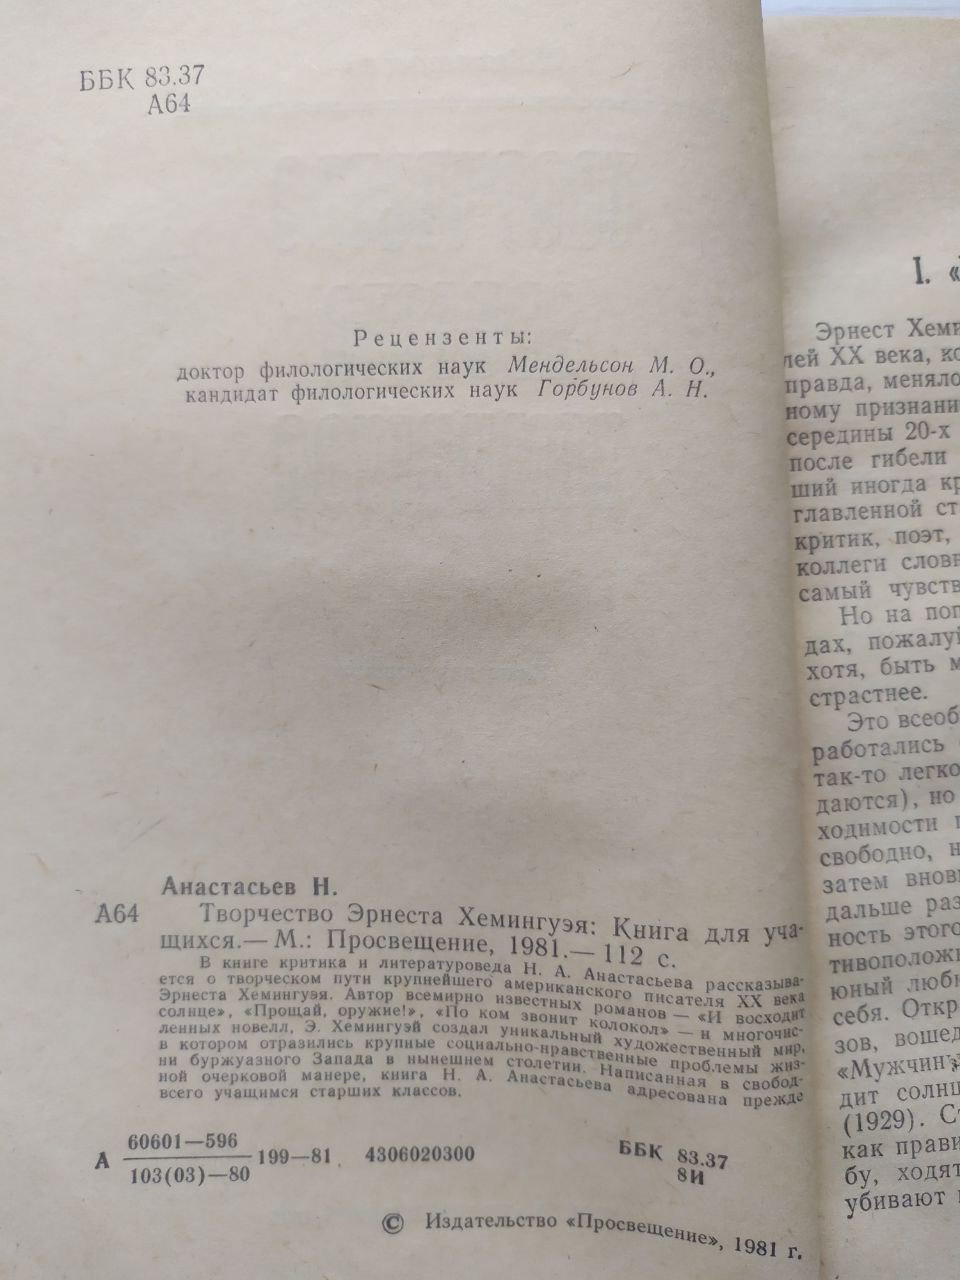 ББК 83.37
А64
Рецензенты:
доктор филологических наук Мендельсон М. О.,
кандидат филологических наук Горбунов А. Н.
Анастасьев Н.
А64 Творчество Эрнеста Хемингуэя: Книга для уча-
щихся.— М.: Просвещение, 1981.— 112 с.
В книге критика и литературоведа Н. А. Анастасьева рассказыва-
ется о творческом пути крупнейшего американского писателя XX века
Эрнеста Хемингуэя. Автор всемирно известных романов — «И восходит
солнце», «Прощай, оружие!», «По ком звонит колокол» — и многочис-
ленных новелл, Э. Хемингуэй создал уникальный художественный мир,
в котором отразились крупные социально-нравственные проблемы жиз-
ни буржуазного Запада в нынешнем столетии. Написанная в свобод-
ной очерковой манере, книга Н. А. Анастасьева адресована прежде
всего учащимся старших классов.
А 60601—596
103(03)—80 199—81. 4306020300
ББК 83.37
8И
© Издательство «Просвещение», 1981 г.
I. «
Эрнест Хеми
лей XX века, ко
правда, меняло
ному признани
середины 20-х
после гибели
ший иногда кр
главленной ст
критик, поэт,
коллеги слов
самый чувств
Но на
дах, пожалуй
хотя, быть м
страстнее.
Это всеоб
работались
так-то легко
даются), но
ходимости
свободно, н
затем внов
дальше раз
ность этого
тивоположн
юный люби
себя. Откр
зов, вошед
«Мужчин
дит солнц
(1929). С
как прави
бу, ходят
убивают